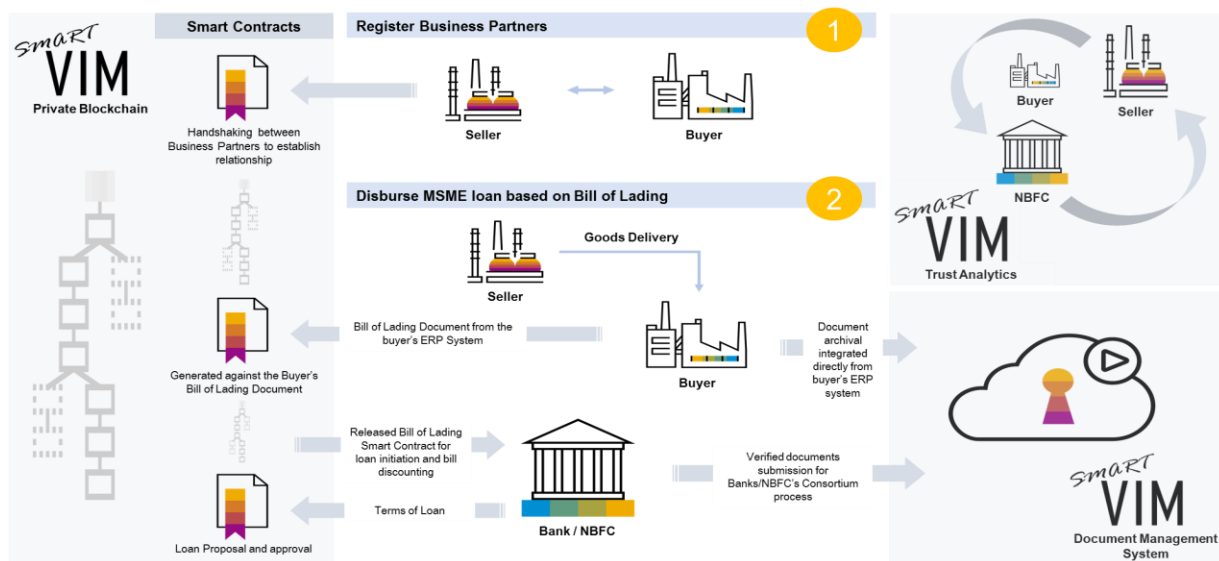 SMART
VIM
Private Blockchain
Smart Contracts
Handshaking between
Business Partners to establish
relationship
Generated against the Buyer's
Bill of Lading Document
Loan Proposal and approval
Register Business Partners
1
Seller
Buyer
Disburse MSME loan based on Bill of Lading
2
Goods Delivery
Seller
Bill of Lading Document from the
buyer's ERP System
Buyer
Document
archival
integrated
directly from
buyer's ERP
system
Released Bill of Lading
Smart Contract for
loan initiation and bill
discounting
Terms of Loan
Bank / NBFC
Verified documents
submission for
Banks/NBFC's Consortium
process
Buyer
Seller
NBFC
SMART
VIM
Trust Analytics
SMART
VIM
Document Management
System